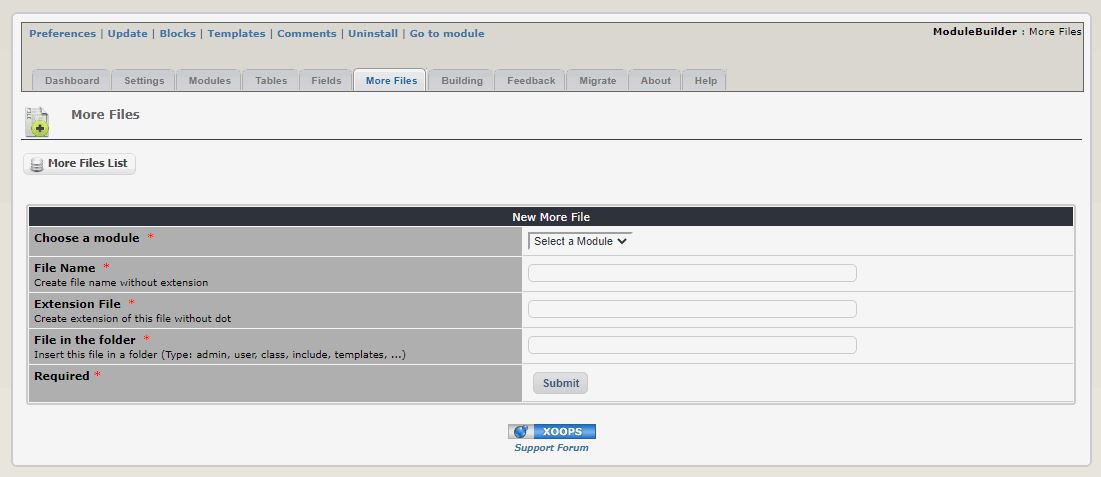 Preferences | Update | Blocks | Templates | Comments | Uninstall | Go to module
ModuleBuilder : More Files
Dashboard Settings Modules Tables Fields More Files Building Feedback Migrate About Help
More Files
More Files List
New More File
Choose a module *
Select a Module
File Name *
Create file name without extension
Extension File *
Create extension of this file without dot
File in the folder *
Insert this file in a folder (Type: admin, user, class, include, templates, ...)
Required *
Submit
XOOPS
Support Forum